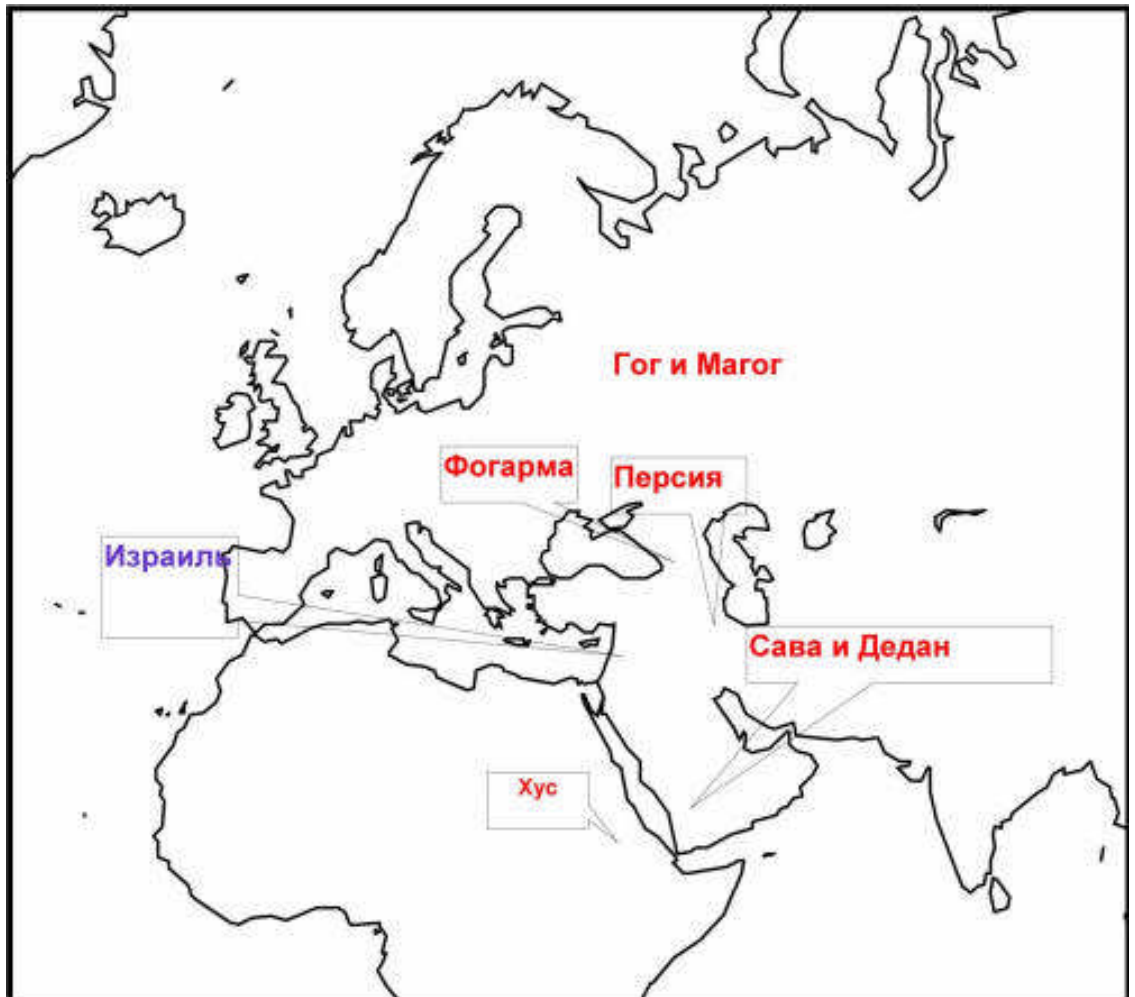 Гог и Магог
Фогарма
Персия
Израиль
Сава и Дедан
Хус